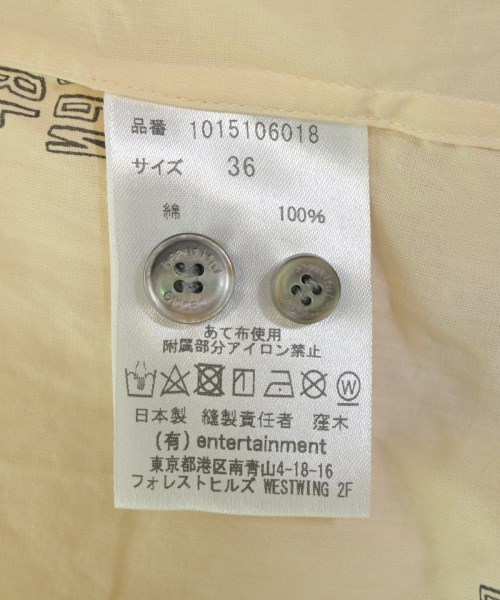 品番 1015106018
サイズ 36
綿 100%
あて布使用
附属部分アイロン禁止
W
日本製 縫製責任者 窪木
(有) entertainment
東京都港区南青山4-18-16
フォレストヒルズ WESTWING 2F